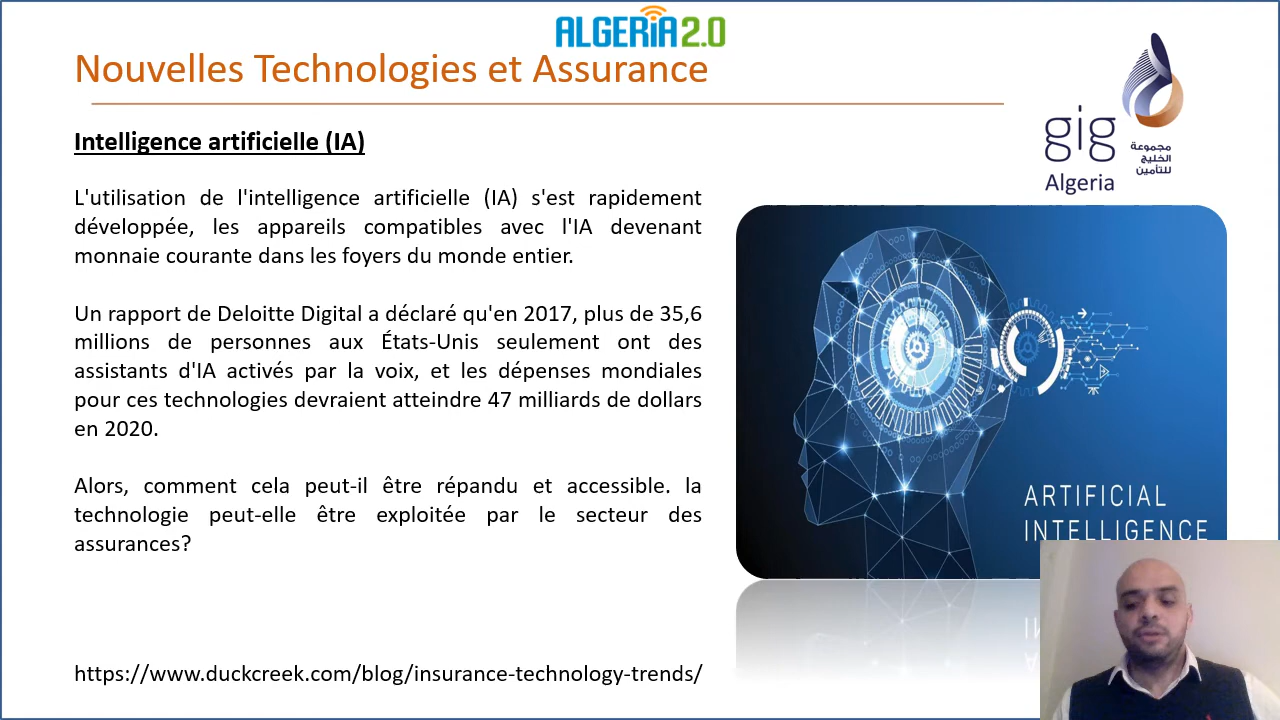 ALGERiA 2.0
Nouvelles Technologies et Assurance
gig
Algeria
مجموعة
الخليج
للتأمين
Intelligence artificielle (IA)
L'utilisation de l'intelligence artificielle (IA) s'est rapidement
développée, les appareils compatibles avec l'IA devenant
monnaie courante dans les foyers du monde entier.
Un rapport de Deloitte Digital a déclaré qu'en 2017, plus de 35,6
millions de personnes aux États-Unis seulement ont des
assistants d'IA activés par la voix, et les dépenses mondiales
pour ces technologies devraient atteindre 47 milliards de dollars
en 2020.
Alors, comment cela peut-il être répandu et accessible. la
technologie peut-elle être exploitée par le secteur des
assurances?
ARTIFICIAL
INTELLIGENCE
https://www.duckcreek.com/blog/insurance-technology-trends/